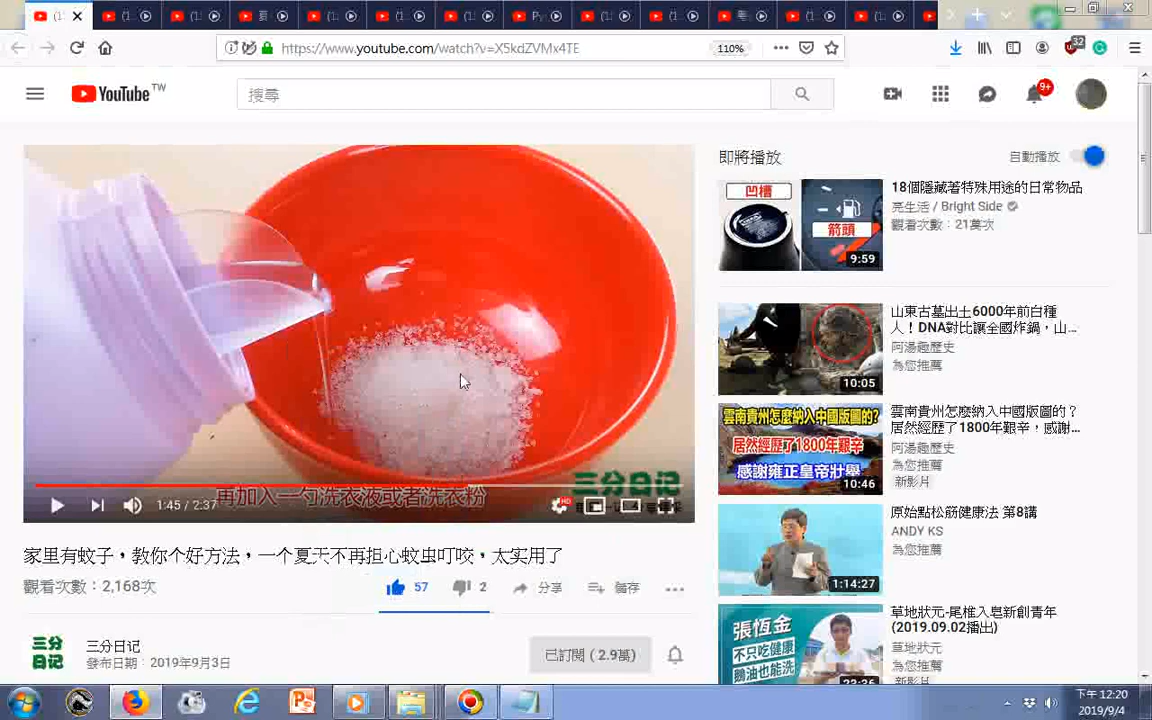 https://www.youtube.com/watch?v=X5kdZVMx4TE
110%
32
YouTube TW
搜尋
9+
即將播放
自動播放
凹槽
箭頭
9:59
18個隱藏著特殊用途的日常物品
亮生活 / Bright Side
觀看次數：21萬次
10:05
山東古墓出土6000年前白種
人！DNA對比讓全國炸鍋，山...
阿湯趣歷史
為您推薦
雲南貴州怎麼納入中國版圖的?
居然經歷了1800年艱辛
感謝雍正皇帝壯舉
10:46
雲南貴州怎麼納入中國版圖的？
居然經歷了1800年艱辛，感謝...
阿湯趣歷史
為您推薦
新影片
1:14:27
原始點松筋健康法 第8講
ANDY KS
為您推薦
張恆金
不只吃健康
鵝油也能洗
23:36
草地狀元-尾椎入皂新創青年
(2019.09.02播出)
草地狀元
為您推薦
新影片
三分日记
再加入一勺洗衣液或者洗衣粉
1:45 / 2:37
HD
家里有蚊子，教你个好方法，一个夏天不再担心蚊虫叮咬，太实用了
觀看次數：2,168次
57
2
分享
儲存
三分
日记
三分日记
發布日期：2019年9月3日
已訂閱 ( 2.9萬)
下午 12:20
2019/9/4